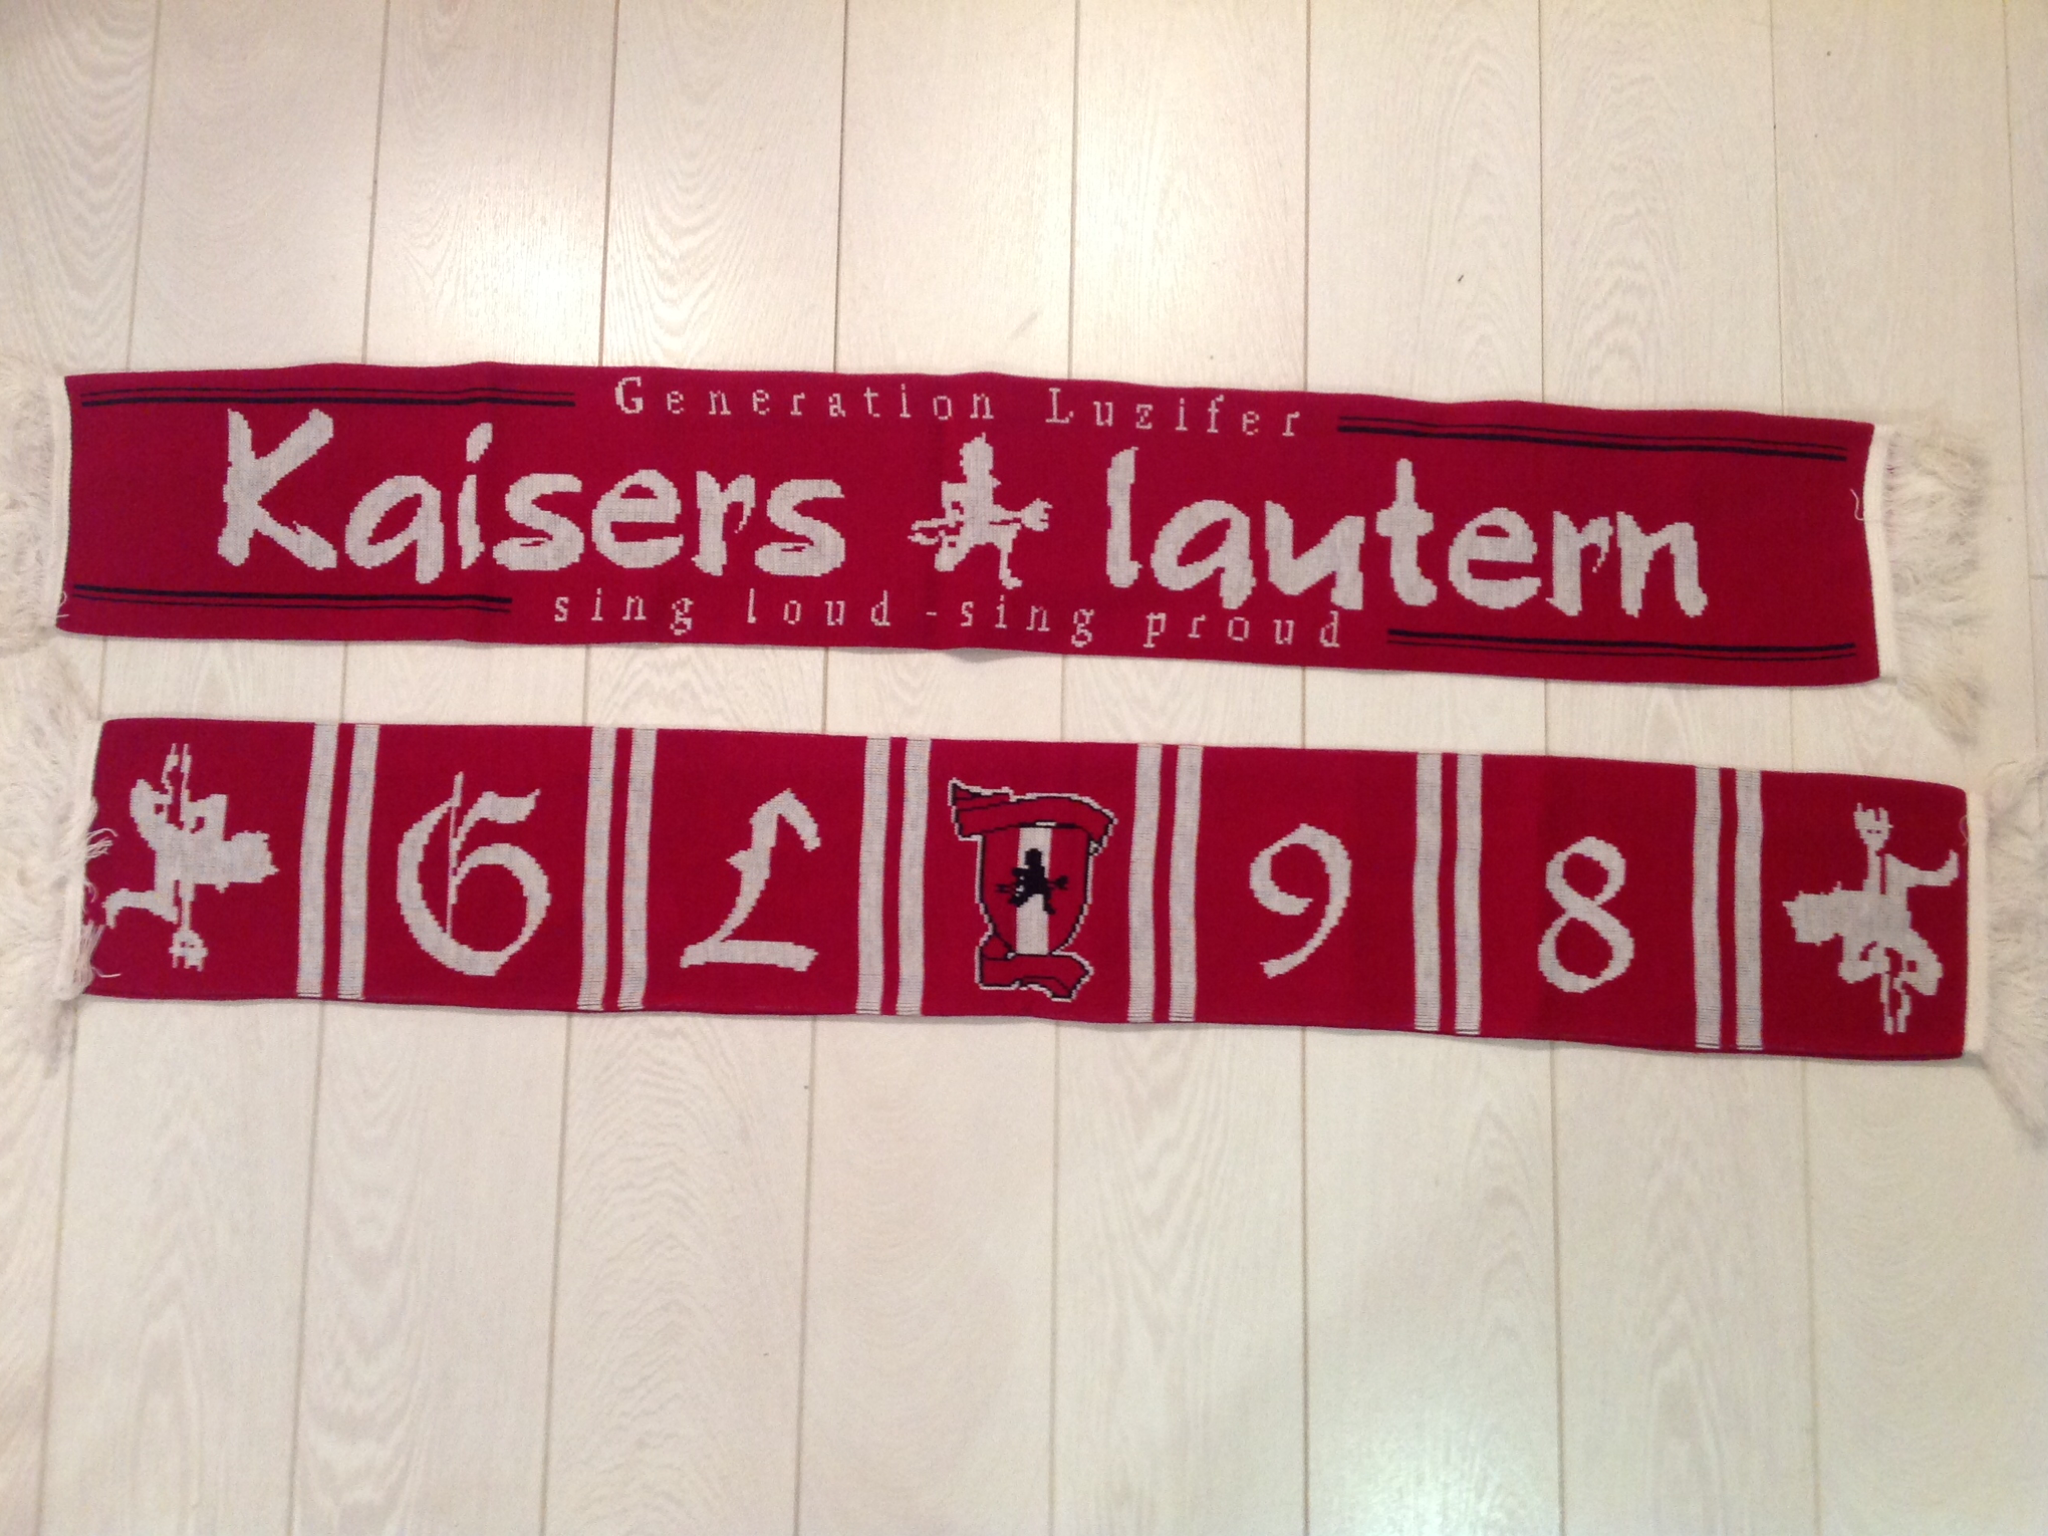 Generation Luzifer
Kaisers lautern
sing loud - sing proud
G L 9 8